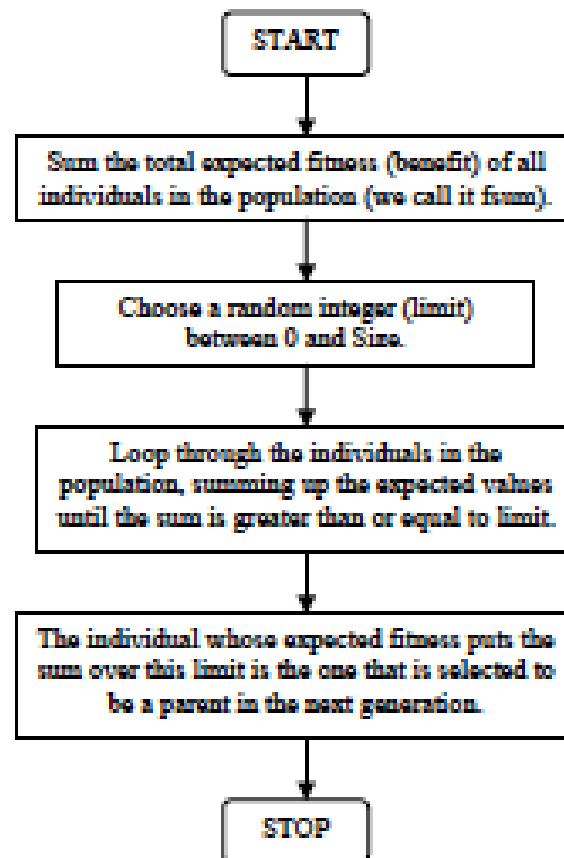 START
Sum the total expected fitness (benefit) of all
individuals in the population (we call it fsum).
Choose a random integer (limit)
between 0 and Size.
Loop through the individuals in the
population, summing up the expected values
until the sum is greater than or equal to limit.
The individual whose expected fitness puts the
sum over this limit is the one that is selected to
be a parent in the next generation.
STOP